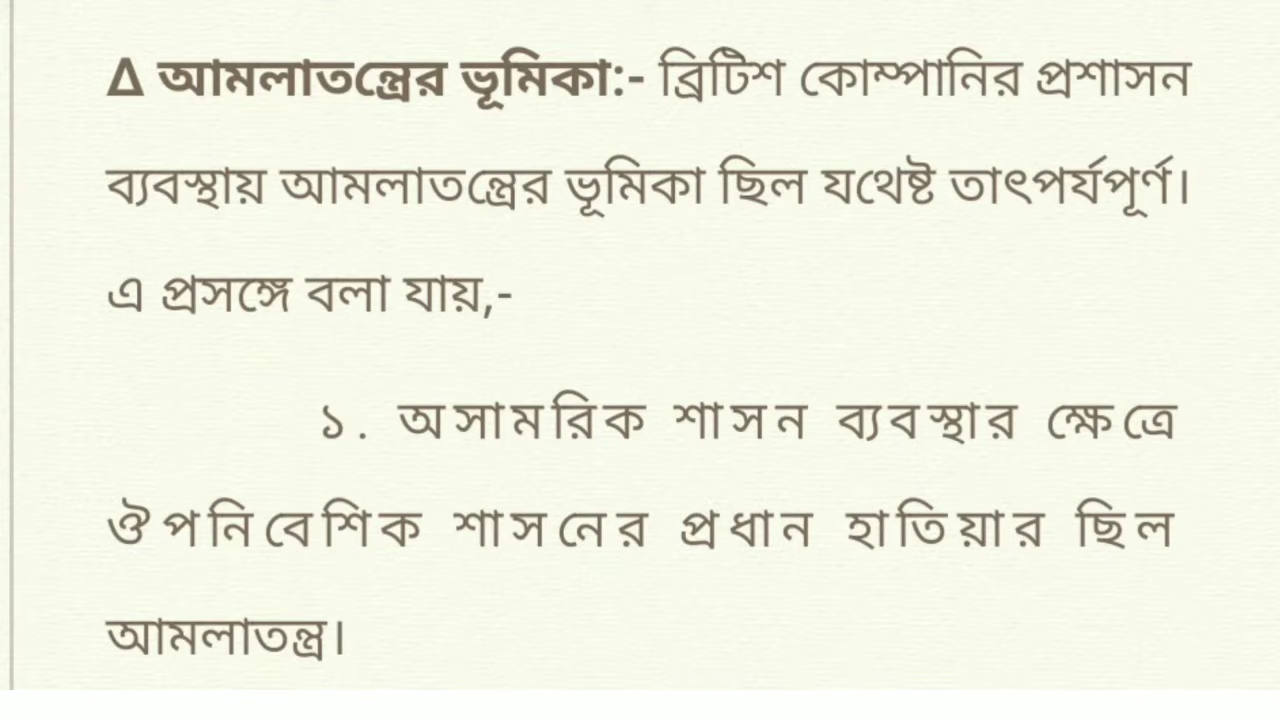 Δ আমলাতন্ত্রের ভূমিকা:- ব্রিটিশ কোম্পানির প্রশাসন
ব্যবস্থায় আমলাতন্ত্রের ভূমিকা ছিল যথেষ্ট তাৎপর্যপূর্ণ।
এ প্রসঙ্গে বলা যায়,-
১. অসামরিক শাসন ব্যবস্থার ক্ষেত্রে
ঔপনিবেশিক শাসনের প্রধান হাতিয়ার ছিল
আমলাতন্ত্র।